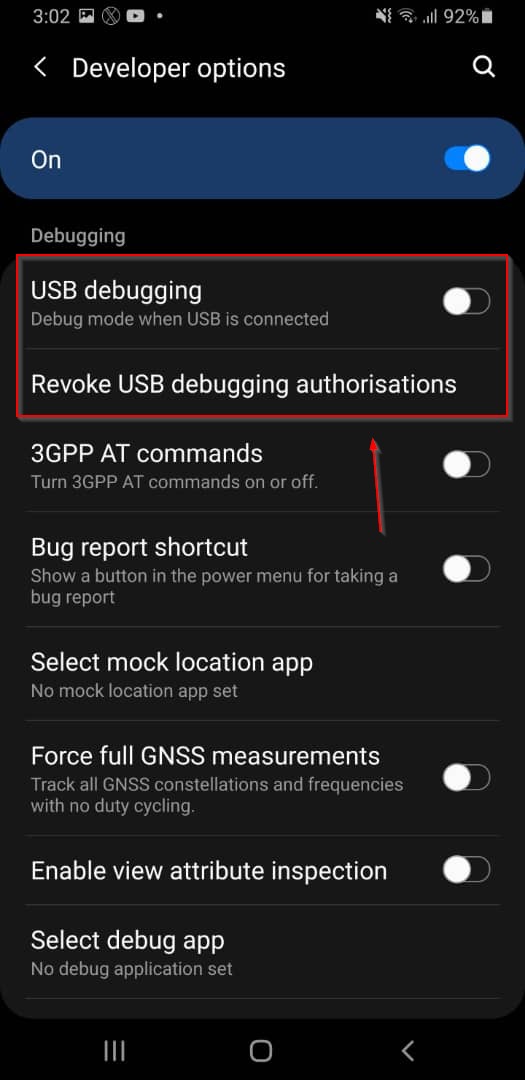 3:02 92%
Developer options
On
Debugging
USB debugging
Debug mode when USB is connected
Revoke USB debugging authorisations
3GPP AT commands
Turn 3GPP AT commands on or off.
Bug report shortcut
Show a button in the power menu for taking a
bug report
Select mock location app
No mock location app set
Force full GNSS measurements
Track all GNSS constellations and frequencies
with no duty cycling.
Enable view attribute inspection
Select debug app
No debug application set